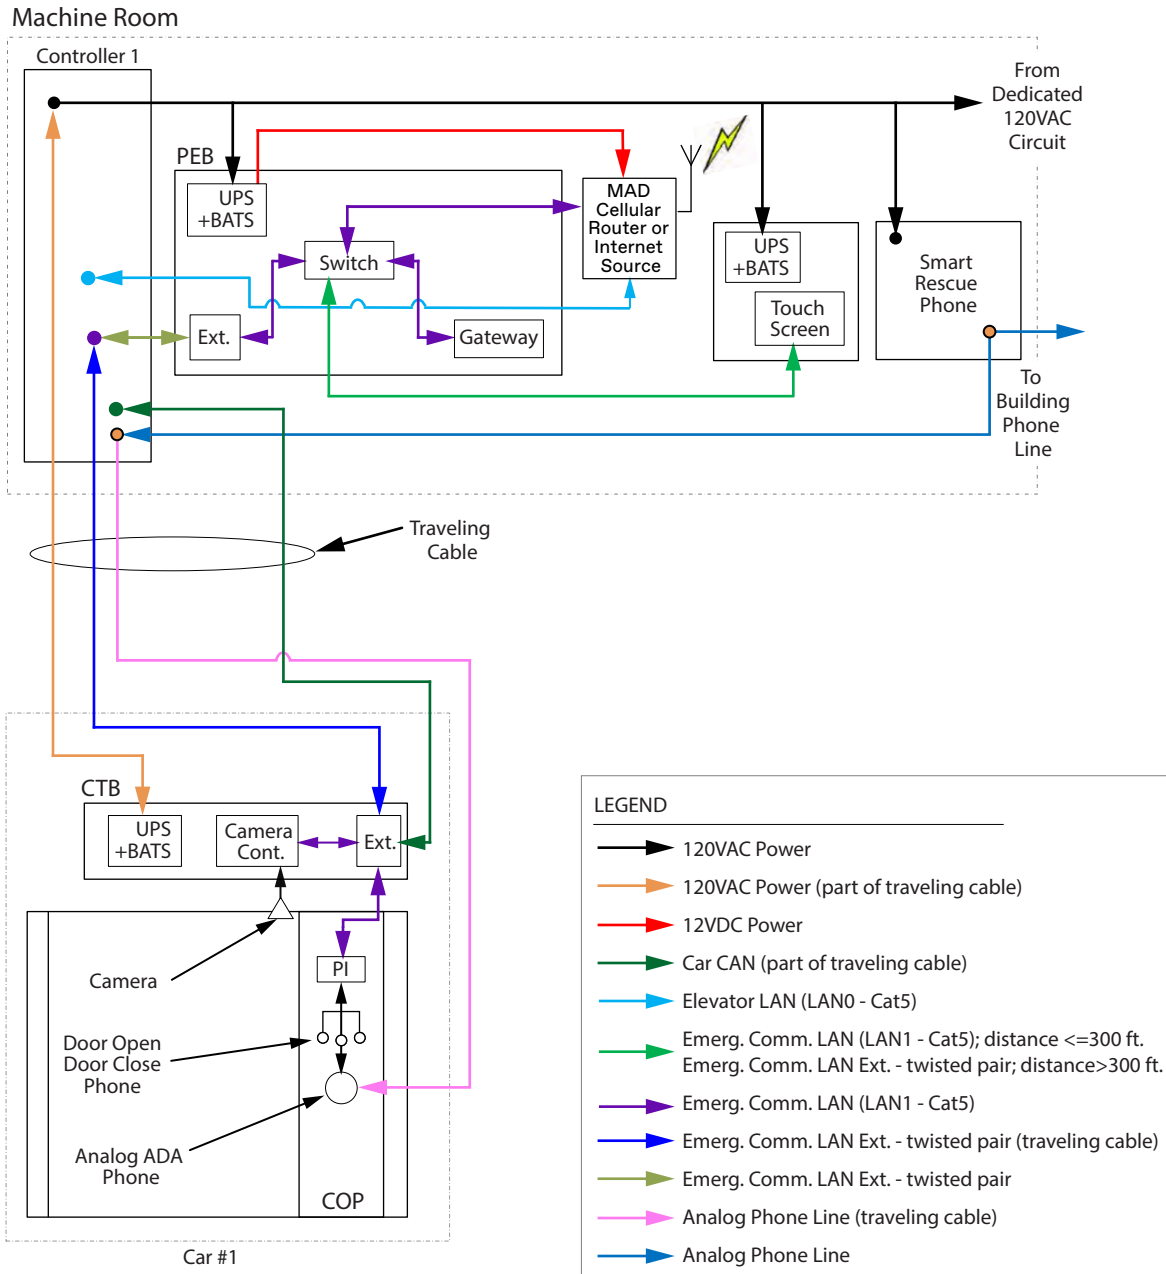 Machine Room
Controller 1
From
Dedicated
120VAC
Circuit
PEB
UPS
+BATS
MAD
Cellular
Router or
Internet
Source
Switch
UPS
+BATS
Touch
Screen
Smart
Rescue
Phone
Ext.
Gateway
To
Building
Phone
Line
Traveling
Cable
CTB
UPS
+BATS
Camera
Cont.
Ext.
PI
Camera
Door Open
Door Close
Phone
Analog ADA
Phone
COP
Car #1
LEGEND
120VAC Power
120VAC Power (part of traveling cable)
12VDC Power
Car CAN (part of traveling cable)
Elevator LAN (LAN0 - Cat5)
Emerg. Comm. LAN (LAN1 - Cat5); distance <=300 ft.
Emerg. Comm. LAN Ext. - twisted pair; distance>300 ft.
Emerg. Comm. LAN (LAN1 - Cat5)
Emerg. Comm. LAN Ext. - twisted pair (traveling cable)
Emerg. Comm. LAN Ext. - twisted pair
Analog Phone Line (traveling cable)
Analog Phone Line